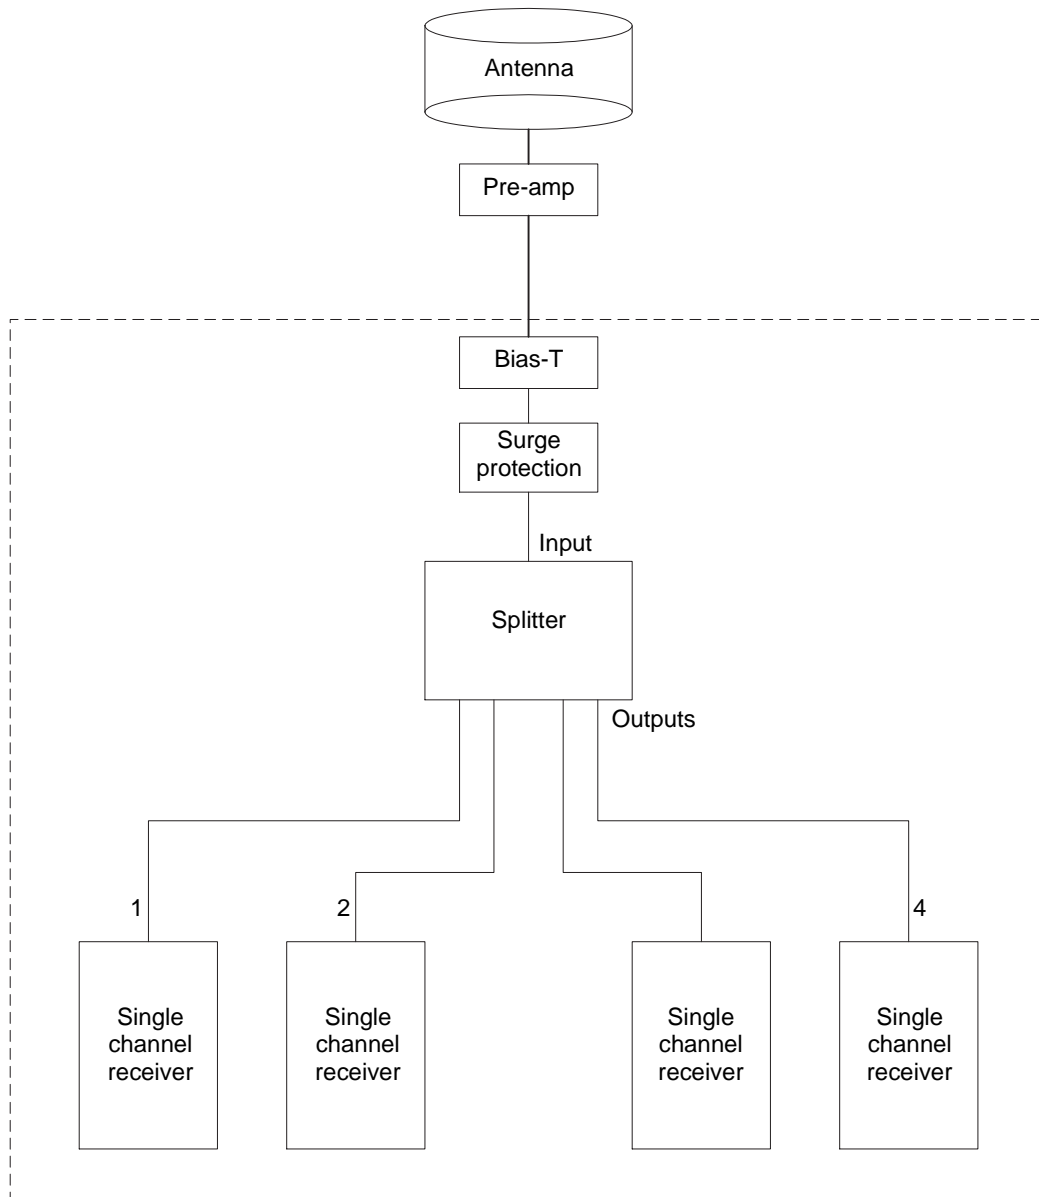 Antenna
Pre-amp
Bias-T
Surge
protection
Input
Splitter
Outputs
1
2
4
Single
channel
receiver
Single
channel
receiver
Single
channel
receiver
Single
channel
receiver